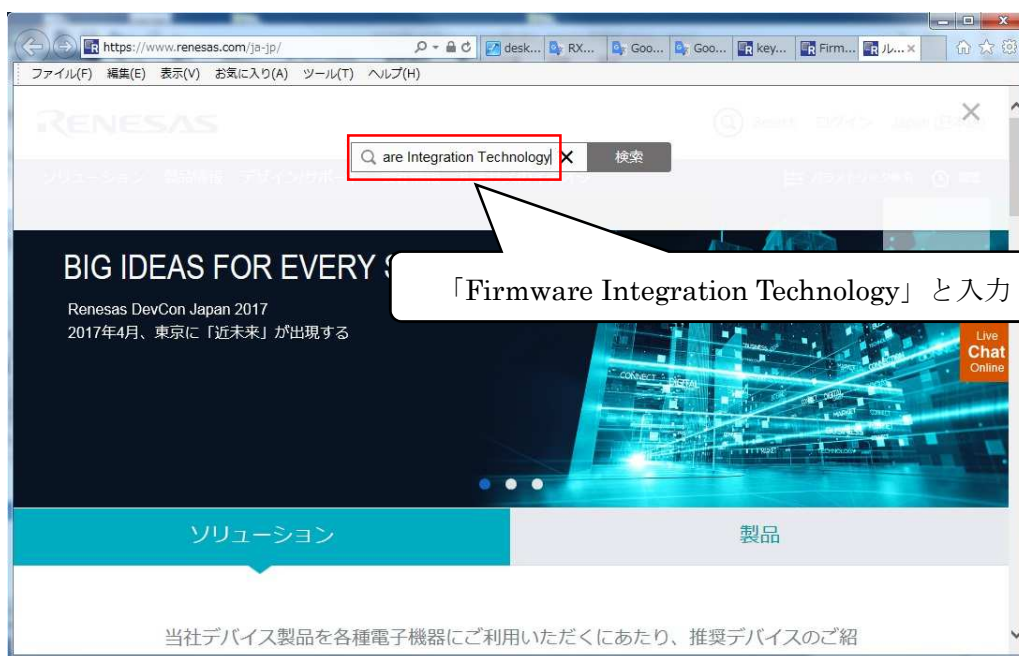 https://www.renesas.com/ja-jp/
desk...
RX...
Goo...
Goo...
key...
Firm...
ル...
ファイル(F) 編集(E) 表示(V) お気に入り(A) ツール(T) ヘルプ(H)
RENESAS
are Integration Technology
検索
BIG IDEAS FOR EVERY S
「Firmware Integration Technology」と入力
Renesas DevCon Japan 2017
2017年4月、東京に「近未来」が出現する
Live
Chat
Online
CONNECT
DIGITAL
ソリューション
製品
当社デバイス製品を各種電子機器にご利用いただくにあたり、推奨デバイスのご紹